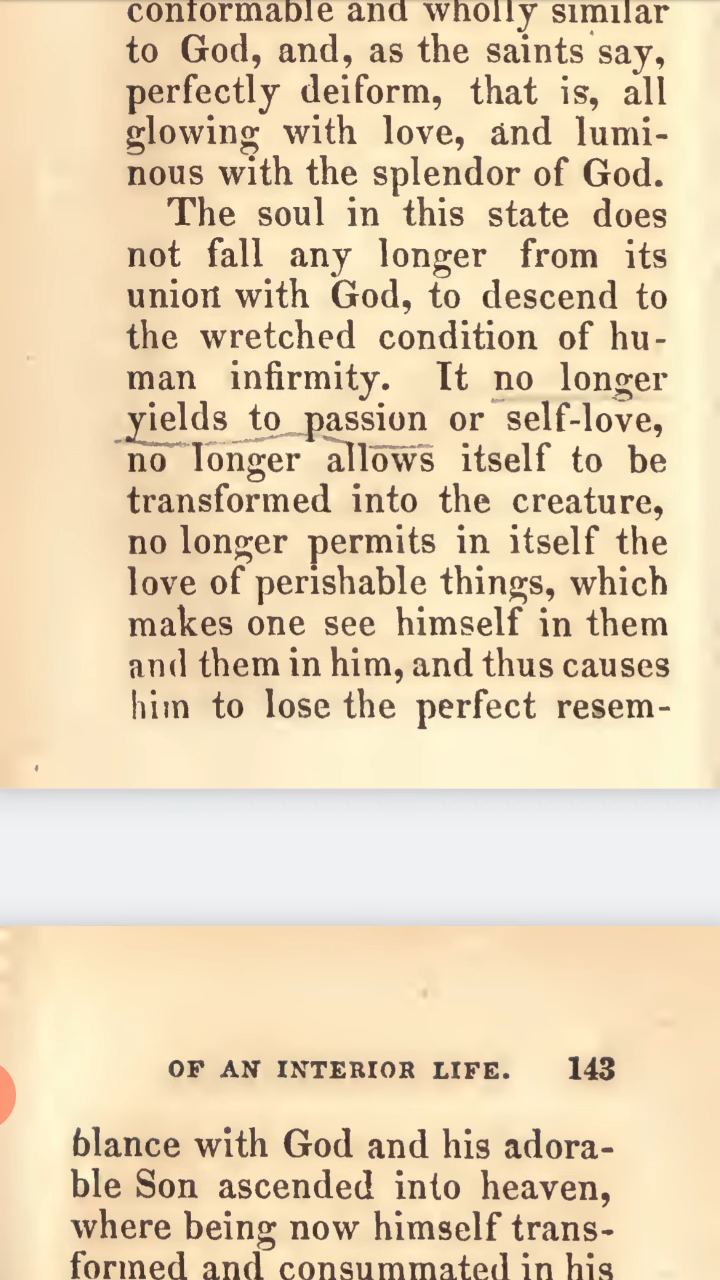 conformable and wholly similar
to God, and, as the saints say,
perfectly deiform, that is, all
glowing with love, and lumi-
nous with the splendor of God.
The soul in this state does
not fall any longer from its
union with God, to descend to
the wretched condition of hu-
man infirmity. It no longer
yields to passion or self-love,
no longer allows itself to be
transformed into the creature,
no longer permits in itself the
love of perishable things, which
makes one see himself in them
and them in him, and thus causes
him to lose the perfect resem-
OF AN INTERIOR LIFE. 143
blance with God and his adora-
ble Son ascended into heaven,
where being now himself trans-
formed and consummated in his